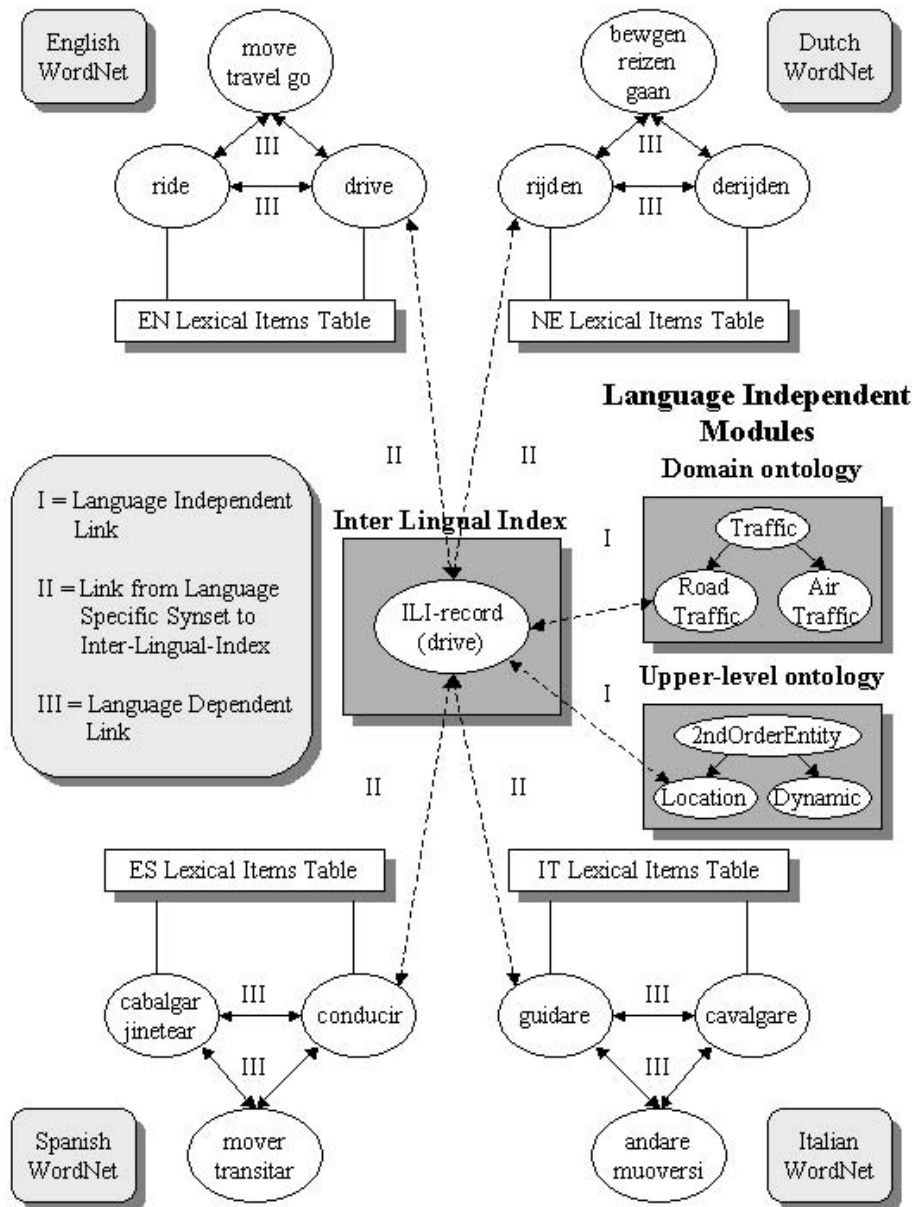 English
WordNet
move
travel go
bewgen
reizen
gaan
Dutch
WordNet
III
III
ride
drive
rijden
derijden
III
III
EN Lexical Items Table
NE Lexical Items Table
Language Independent
Modules
II
II
Domain ontology
I = Language Independent
Link
II = Link from Language
Specific Synset to
Inter-Lingual-Index
III = Language Dependent
Link
Inter Lingual Index
I
Traffic
Road
Traffic
Air
Traffic
ILI-record
(drive)
I
Upper-level ontology
2ndOrderEntity
Location
Dynamic
II
II
ES Lexical Items Table
IT Lexical Items Table
cabalgar
jinetear
III
conducir
guidare
III
cavalgare
III
III
Spanish
WordNet
mover
transitar
andare
muoversi
Italian
WordNet